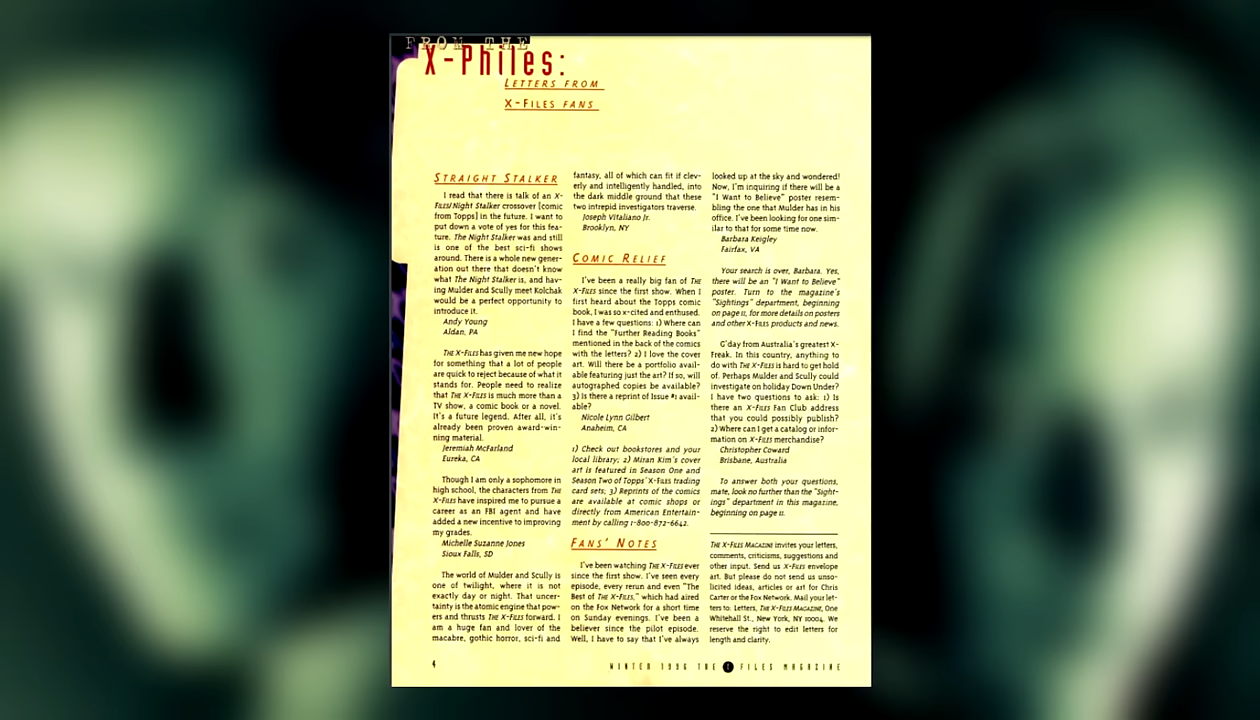 FROM THE
X-Philes:
LETTERS FROM
X-FILES FANS
STRAIGHT STALKER
I read that there is talk of an X-
FILES/Night Stalker crossover [comic
from Topps] in the future. I want to
put down a vote of yes for this fea-
ture. The Night Stalker was and still
is one of the best sci-fi shows
around. There is a whole new gener-
ation out there that doesn't know
what The Night Stalker is, and hav-
ing Mulder and Scully meet Kolchak
would be a perfect opportunity to
introduce it.
Andy Young
Aldan, PA
THE X-FILES has given me new hope
for something that a lot of people
are quick to reject because of what it
stands for. People need to realize
that THE X-FILES is much more than a
TV show, a comic book or a novel.
It's a future legend. After all, it's
already been proven award-win-
ning material.
Jeremiah McFarland
Eureka, CA
Though I am only a sophomore in
high school, the characters from THE
X-FILES have inspired me to pursue a
career as an FBI agent and have
added a new incentive to improving
my grades.
Michelle Suzanne Jones
Sioux Falls, SD
The world of Mulder and Scully is
one of twilight, where it is not
exactly day or night. That uncer-
tainty is the atomic engine that pow-
ers and thrusts THE X-FILES forward. I
am a huge fan and lover of the
macabre, gothic horror, sci-fi and
fantasy, all of which can fit if clev-
erly and intelligently handled, into
the dark middle ground that these
two intrepid investigators traverse.
Joseph Vitaliano Jr.
Brooklyn, NY
COMIC RELIEF
I've been a really big fan of THE
X-FILES since the first show. When I
first heard about the Topps comic
book, I was so x-cited and enthused.
I have a few questions: 1) Where can
I find the "Further Reading Books"
mentioned in the back of the comics
with the letters? 2) I love the cover
art. Will there be a portfolio avail-
able featuring just the art? If so, will
autographed copies be available?
3) Is there a reprint of Issue #1 avail-
able?
Nicole Lynn Gilbert
Anaheim, CA
1) Check out bookstores and your
local library; 2) Miran Kim's cover
art is featured in Season One and
Season Two of Topps' X-FILES trading
card sets; 3) Reprints of the comics
are available at comic shops or
directly from American Entertain-
ment by calling 1-800-872-6642.
FANS' NOTES
I've been watching THE X-FILES ever
since the first show. I've seen every
episode, every rerun and even "The
Best of THE X-FILES," which had aired
on the Fox Network for a short time
on Sunday evenings. I've been a
believer since the pilot episode.
Well, I have to say that I've always
looked up at the sky and wondered!
Now, I'm inquiring if there will be a
"I Want to Believe" poster resem-
bling the one that Mulder has in his
office. I've been looking for one sim-
ilar to that for some time now.
Barbara Keigley
Fairfax, VA
Your search is over, Barbara. Yes,
there will be an "I Want to Believe"
poster. Turn to the magazine's
"Sightings" department, beginning
on page 11, for more details on posters
and other X-FILES products and news.
G'day from Australia's greatest X-
Freak. In this country, anything to
do with THE X-FILES is hard to get hold
of. Perhaps Mulder and Scully could
investigate on holiday Down Under?
I have two questions to ask: 1) Is
there an X-FILES Fan Club address
that you could possibly publish?
2) Where can I get a catalog or infor-
mation on X-FILES merchandise?
Christopher Coward
Brisbane, Australia
To answer both your questions,
mate, look no further than the "Sight-
ings" department in this magazine,
beginning on page 11.
THE X-FILES MAGAZINE invites your letters,
comments, criticisms, suggestions and
other input. Send us X-FILES envelope
art. But please do not send us unso-
licited ideas, articles or art for Chris
Carter or the Fox Network. Mail your let-
ters to: Letters, THE X-FILES MAGAZINE, One
Whitehall St., New York, NY 10004. We
reserve the right to edit letters for
length and clarity.
4
WINTER 1996 THE X FILES MAGAZINE